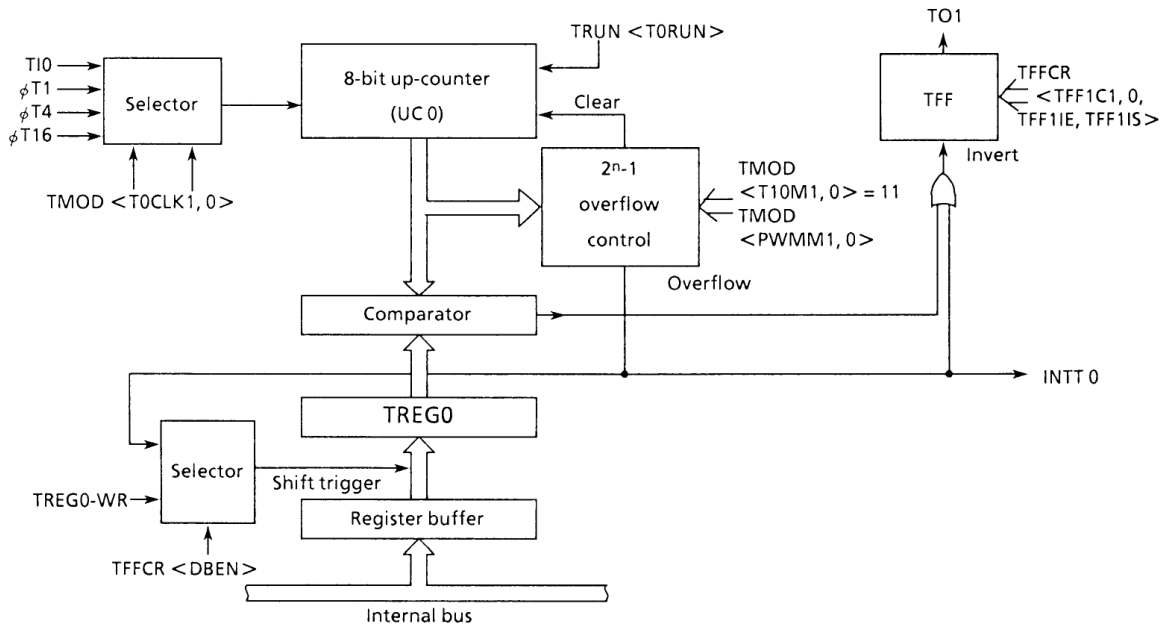 TO1
TRUN <T0RUN>
TI0
ϕT1
ϕT4
ϕT16
Selector
8-bit up-counter
(UC 0)
TFF
TFFCR
<TFF1C1, 0,
TFF1IE, TFF1IS>
Clear
Invert
TMOD <T0CLK1, 0>
2ⁿ-1
overflow
control
TMOD
<T10M1, 0> = 11
TMOD
<PWMM1, 0>
Overflow
Comparator
INTT 0
TREG0
Selector
Shift trigger
TREG0-WR
Register buffer
TFFCR <DBEN>
Internal bus